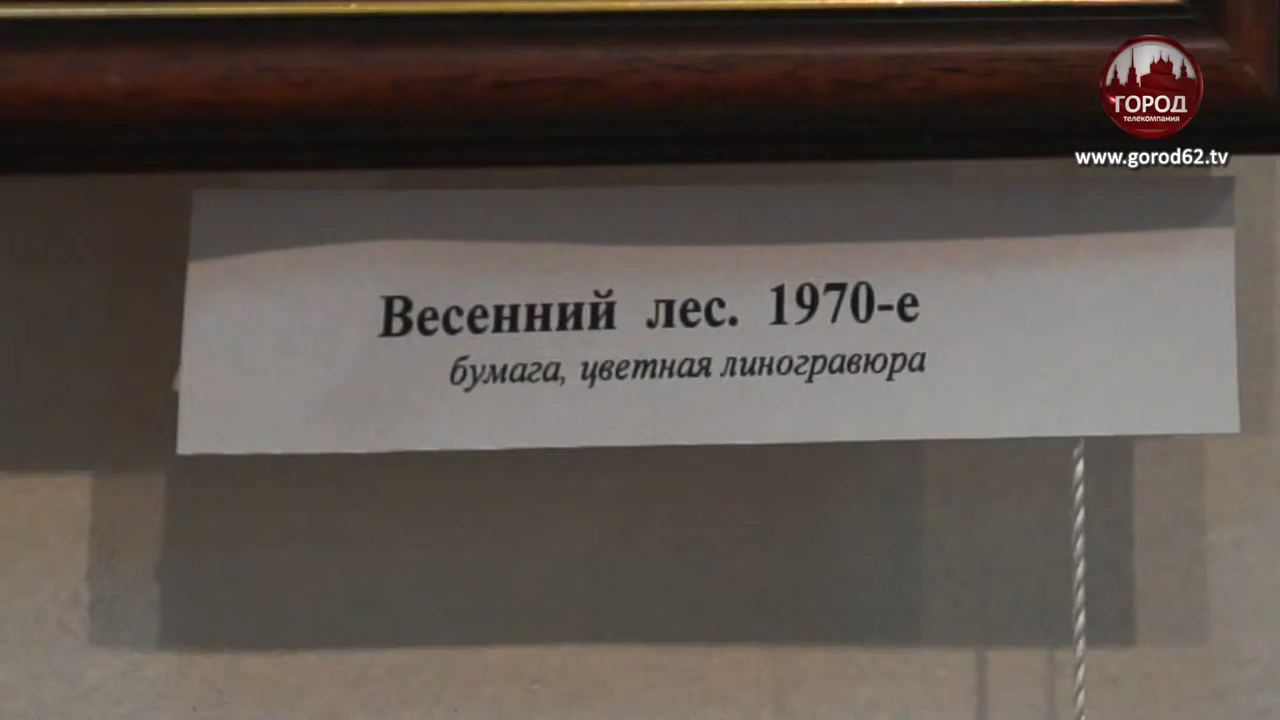 ГОРОД
телекомпания
www.gorod62.tv
Весенний лес. 1970-е
бумага, цветная линогравюра